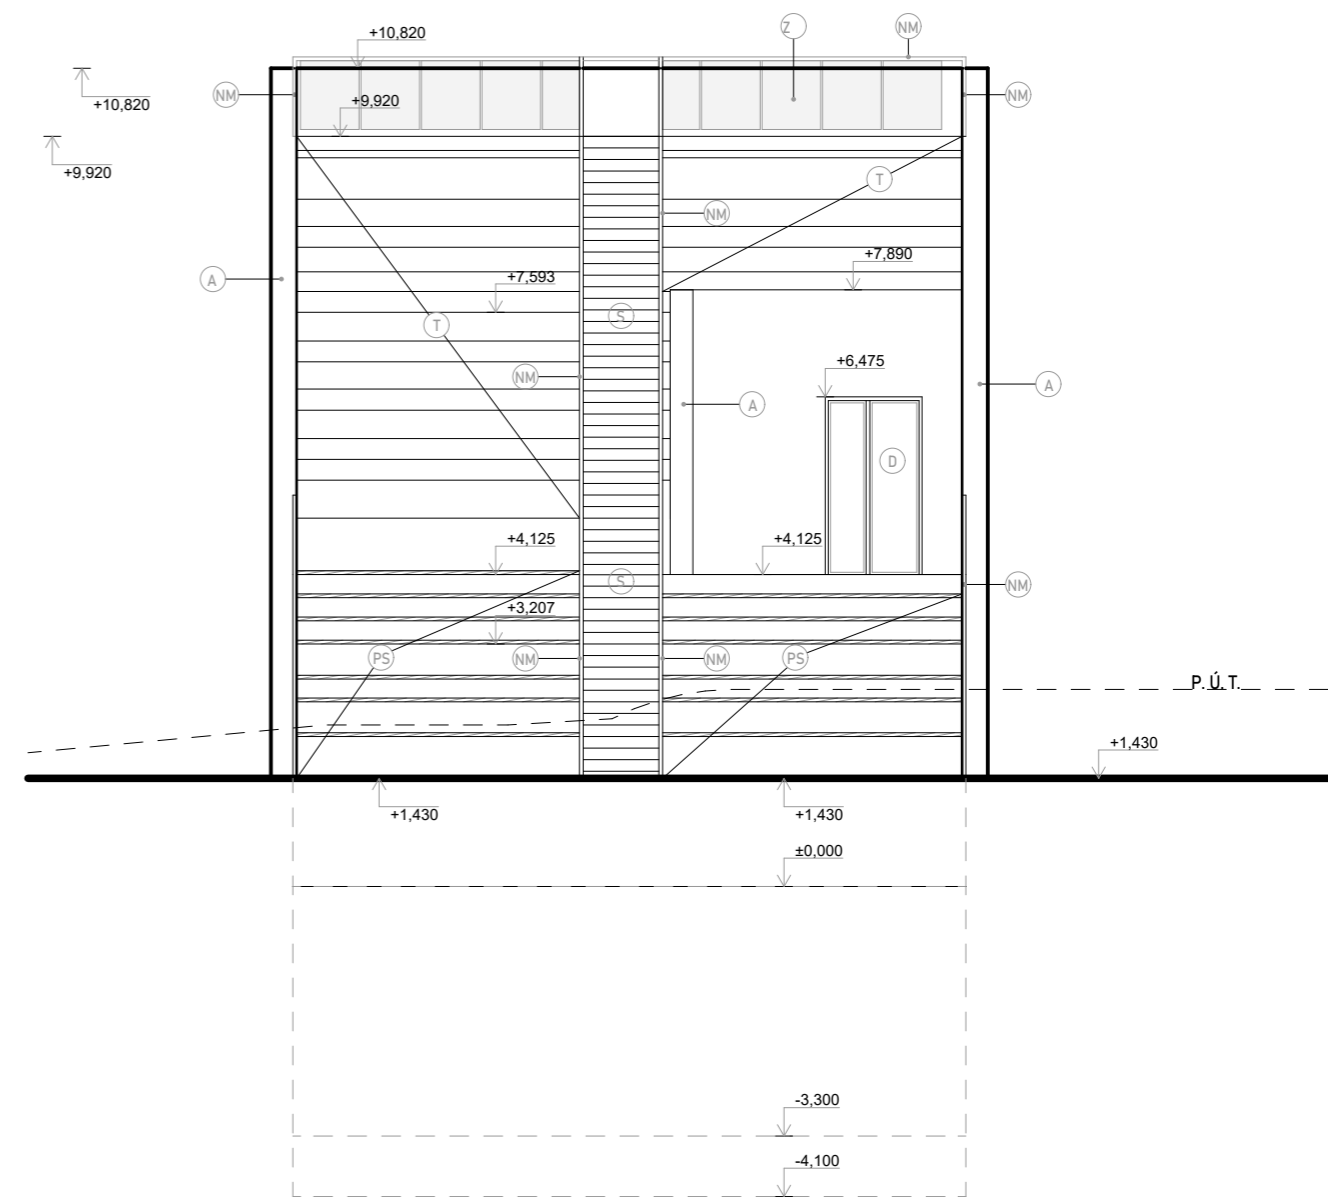 +10,820
Z
NM
+10,820
NM
+9,920
NM
+9,920
T
NM
+7,890
A
+7,593
S
T
+6,475
NM
A
A
D
+4,125
+4,125
S
NM
+3,207
PS
NM
NM
PS
P. Ú. T.
+1,430
+1,430
+1,430
±0,000
-3,300
-4,100